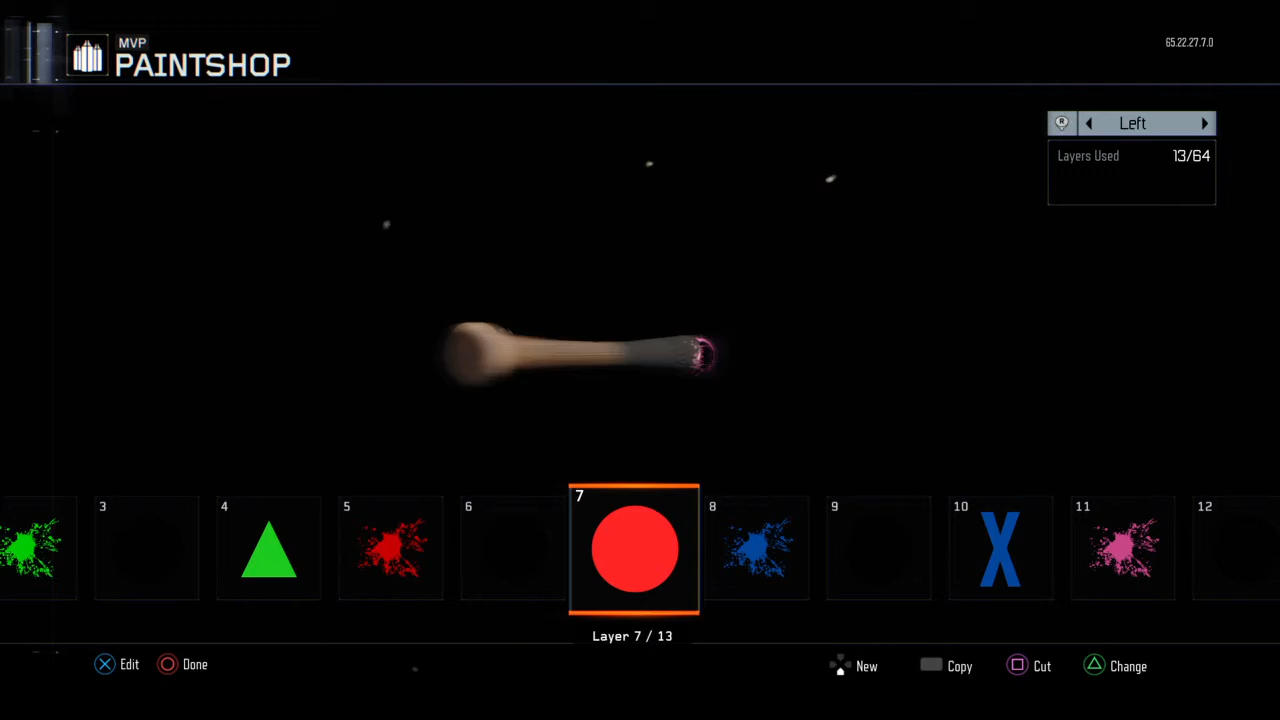 MVP
PAINTSHOP
65.22.27.7.0
R
Left
Layers Used 13/64
3
4
5
6
7
8
9
10
X
11
12
Layer 7 / 13
Edit
Done
New
Copy
Cut
Change